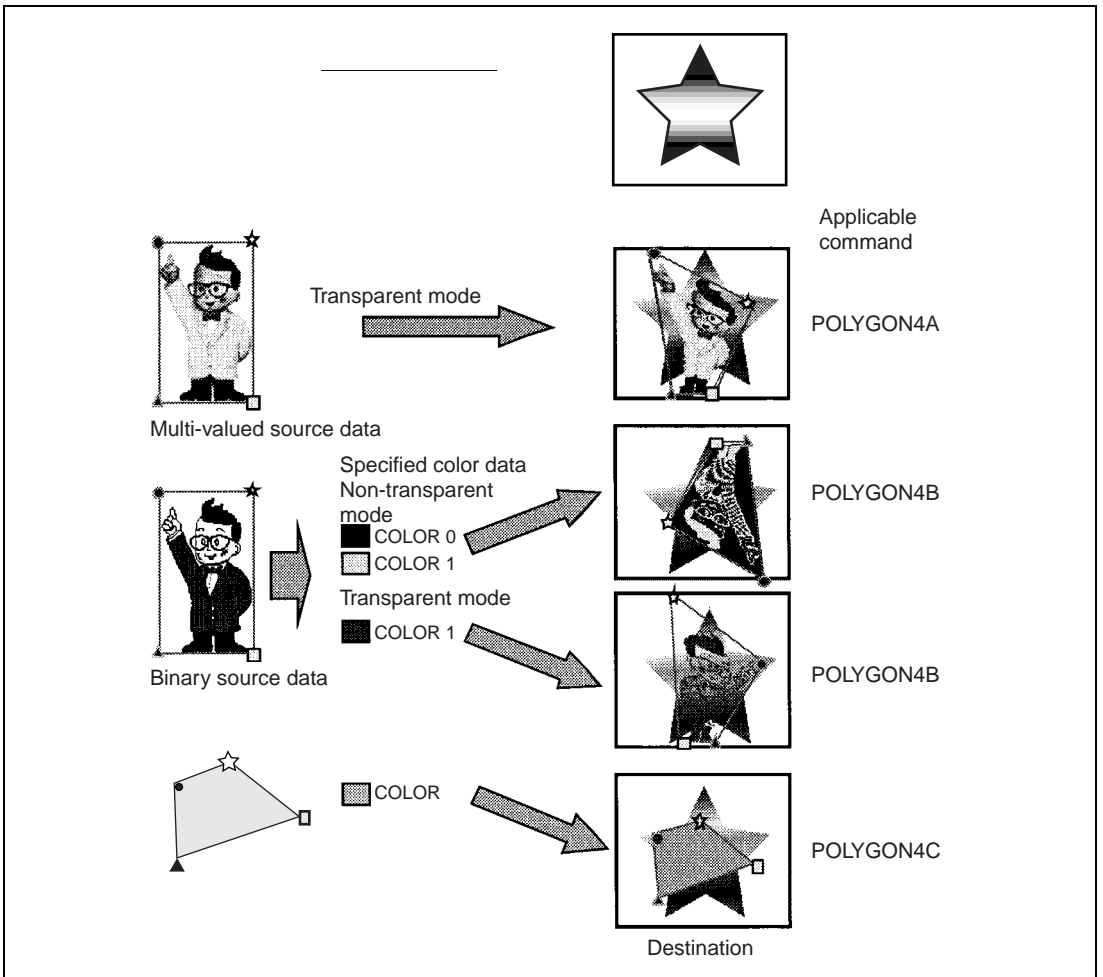 Applicable
command
Transparent mode
POLYGON4A
Multi-valued source data
Specified color data
Non-transparent
mode
COLOR 0
COLOR 1
POLYGON4B
Transparent mode
COLOR 1
Binary source data
POLYGON4B
COLOR
POLYGON4C
Destination